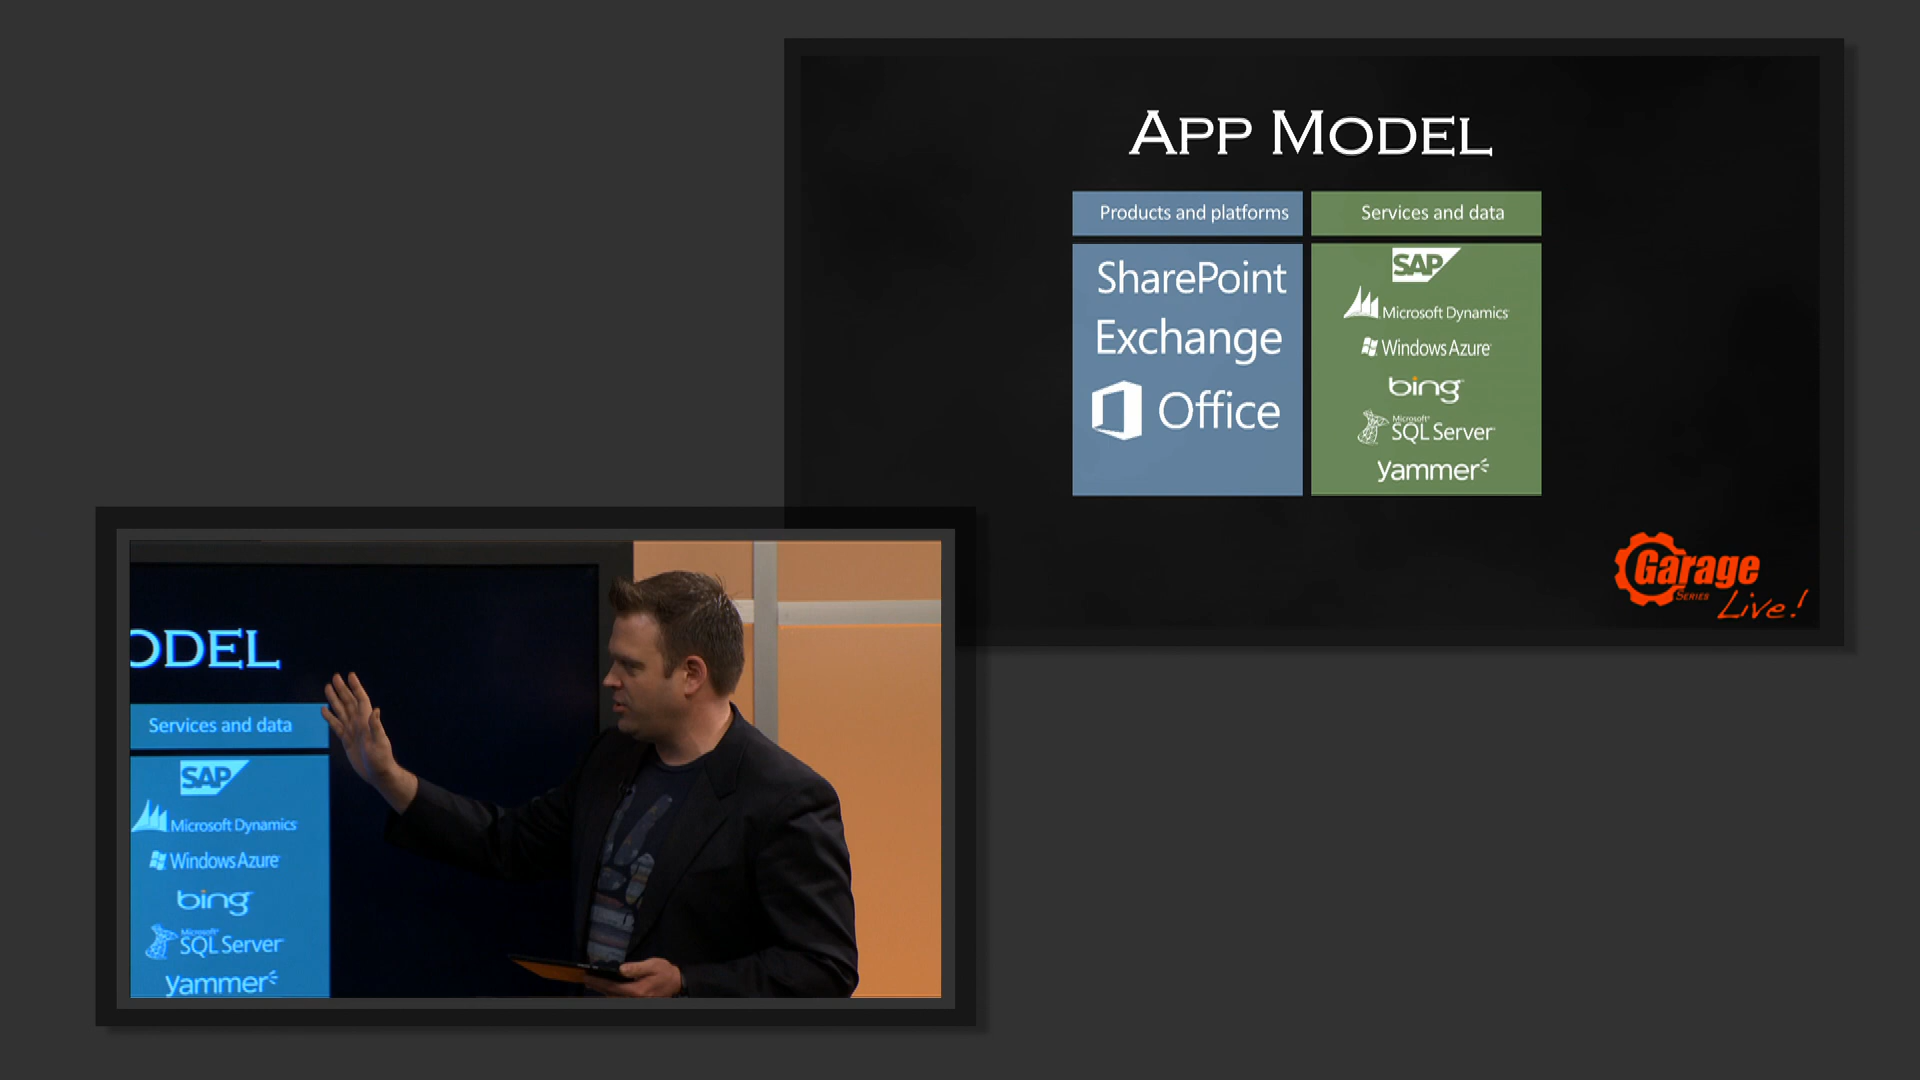 APP MODEL
Products and platforms
Services and data
SharePoint
Exchange
Office
SAP
Microsoft Dynamics
Windows Azure
bing
Microsoft
SQL Server
yammer
Garage
SERIES
Live!
ODEL
Services and data
SAP
Microsoft Dynamics
Windows Azure
bing
Microsoft
SQL Server
yammer